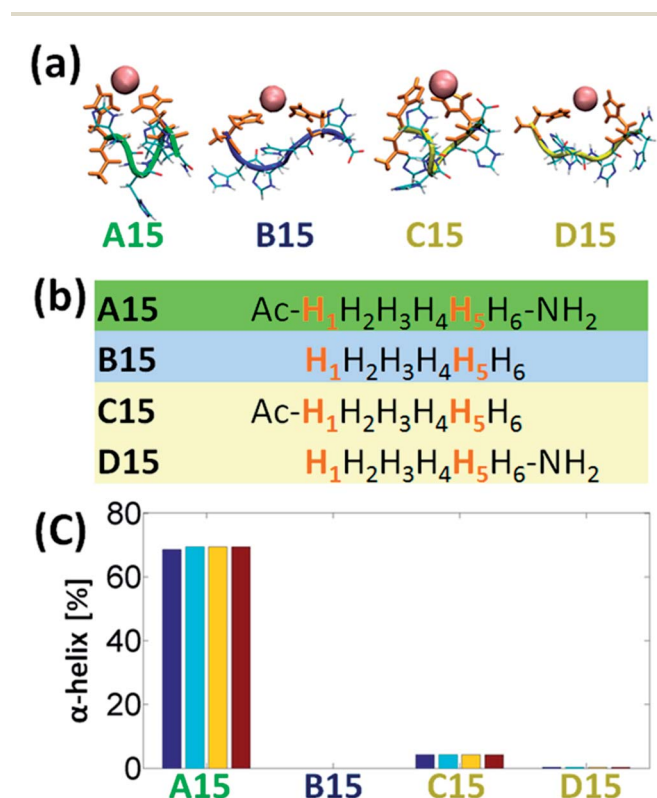 (a)
A15 B15 C15 D15
(b)
A15 Ac-H₁H₂H₃H₄H₅H₆-NH₂
B15 H₁H₂H₃H₄H₅H₆
C15 Ac-H₁H₂H₃H₄H₅H₆
D15 H₁H₂H₃H₄H₅H₆-NH₂
(C)
α-helix [%]
80
60
40
20
0
A15 B15 C15 D15